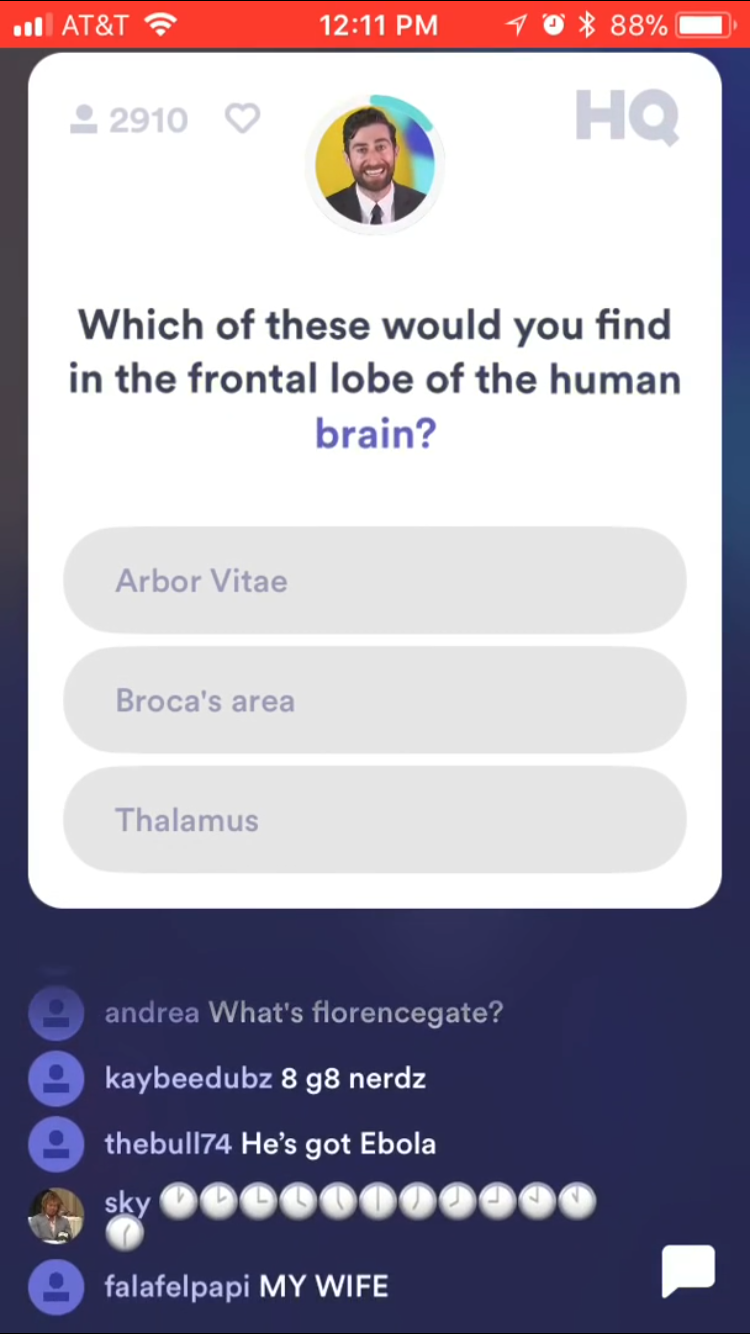 AT&T 12:11 PM 88%
2910 HQ
Which of these would you find
in the frontal lobe of the human
brain?
Arbor Vitae
Broca's area
Thalamus
andrea What's florencegate?
kaybeedubz 8 g8 nerdz
thebull74 He’s got Ebola
sky 🕐🕑🕒🕓🕔🕕🕖🕗🕘🕙🕚
🕜
falafelpapi MY WIFE